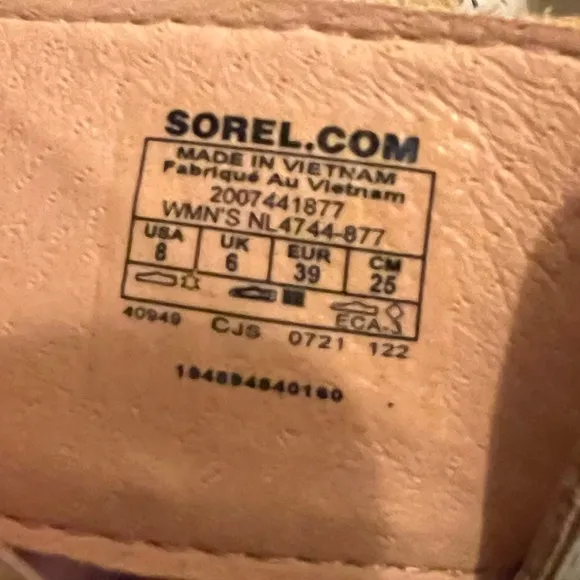 SOREL.COM
MADE IN VIETNAM
Fabriqué Au Vietnam
2007441877
WMN'S NL4744-877
USA UK EUR CM
8 6 39 25
ECA-
40949 CJS 0721 122
194894840160